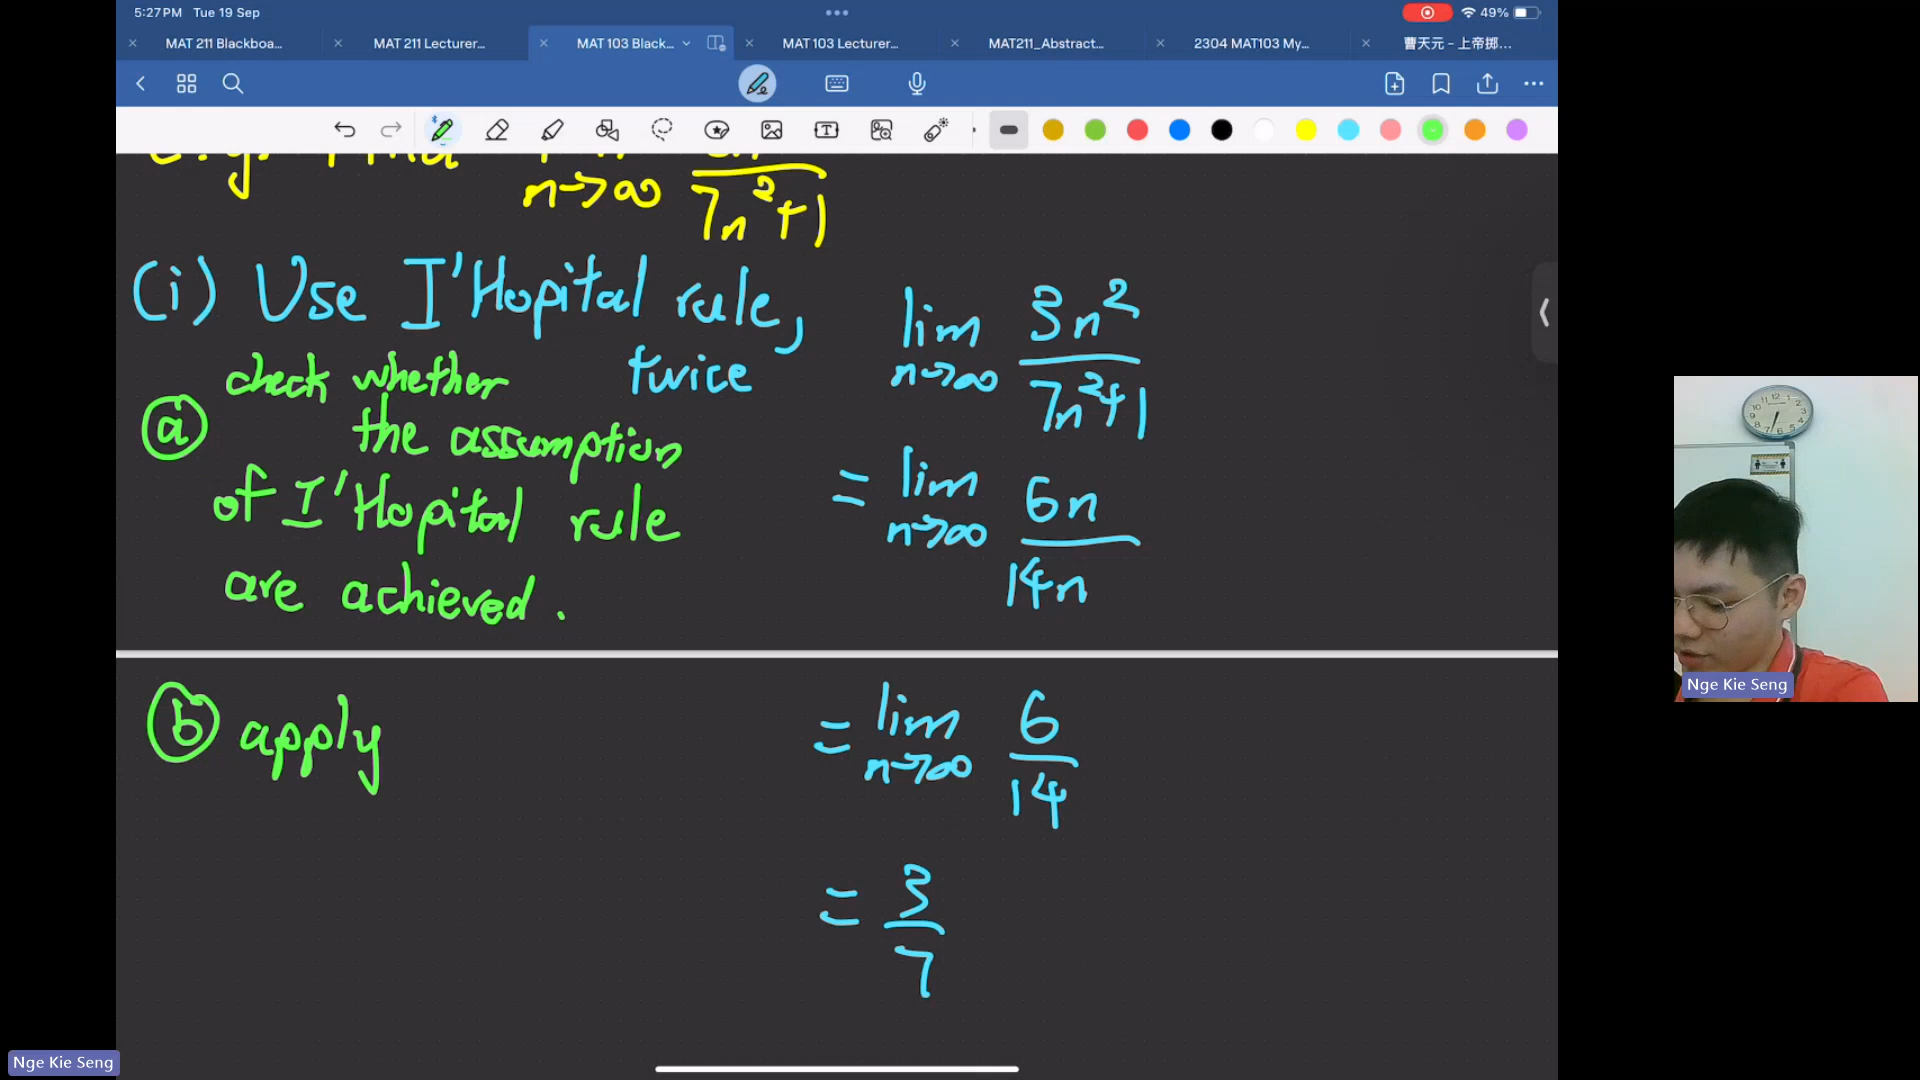 5:27PM Tue 19 Sep
49%
MAT 211 Blackboa...
MAT 211 Lecturer...
MAT 103 Black...
MAT 103 Lecturer...
MAT211_Abstract...
2304 MAT103 My...
曹天元 - 上帝掷...
n→∞ 7n²+1
(i) Use I'Hopital rule,
twice
check whether
ⓐ the assumption
of I'Hopital rule
are achieved.
lim 3n²
n→∞ 7n²+1
= lim 6n
n→∞ 14n
ⓑ apply
= lim 6
n→∞ 14
= 3
7
Nge Kie Seng
Nge Kie Seng